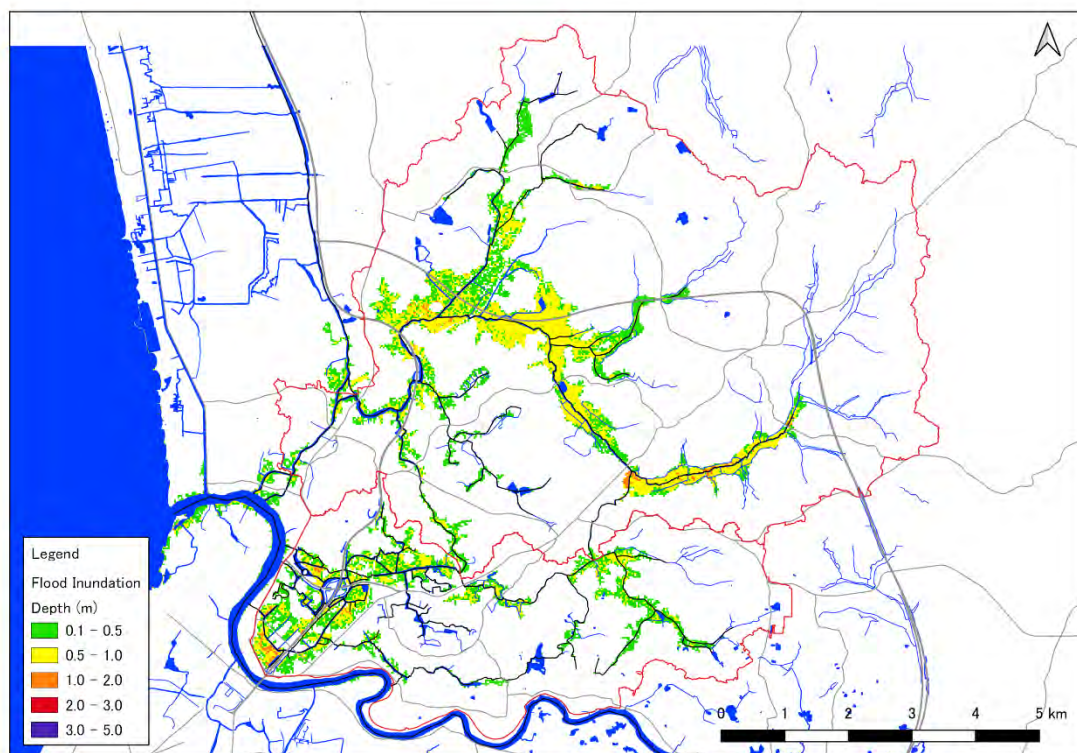 Legend
Flood Inundation
Depth (m)
0.1 - 0.5
0.5 - 1.0
1.0 - 2.0
2.0 - 3.0
3.0 - 5.0
0 1 2 3 4 5 km